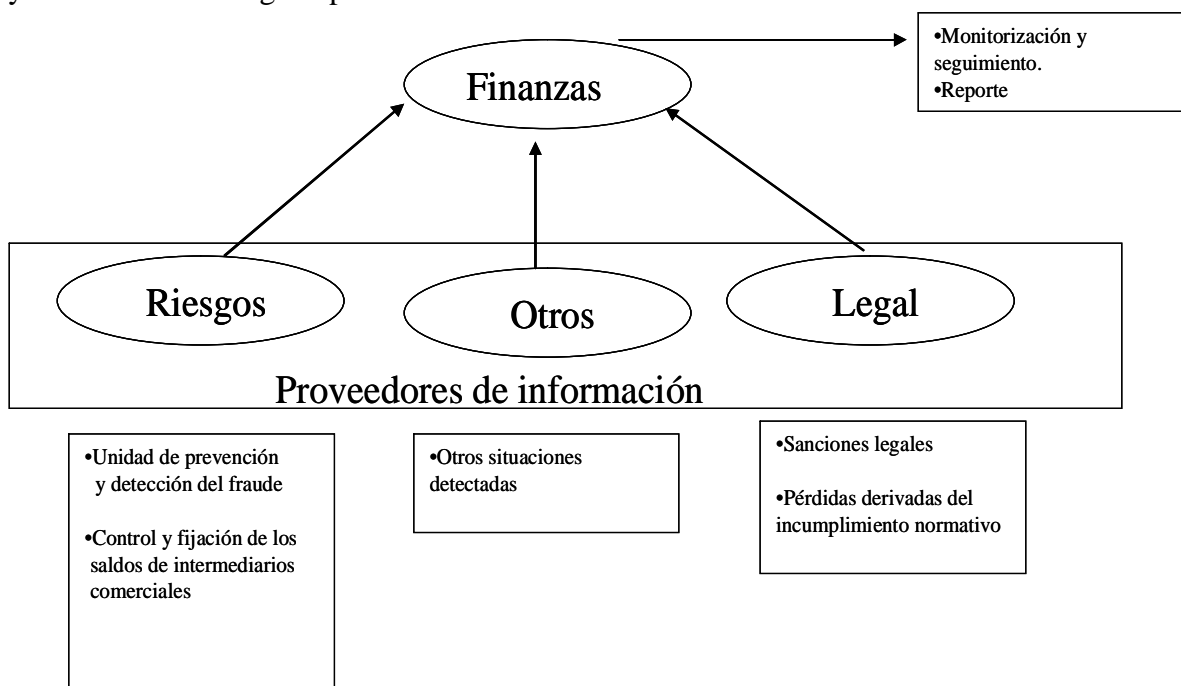 •Monitorización y
seguimiento.
•Reporte
Finanzas
Riesgos
Otros
Legal
Proveedores de información
•Unidad de prevención
y detección del fraude
•Control y fijación de los
saldos de intermediarios
comerciales
•Otros situaciones
detectadas
•Sanciones legales
•Pérdidas derivadas del
incumplimiento normativo